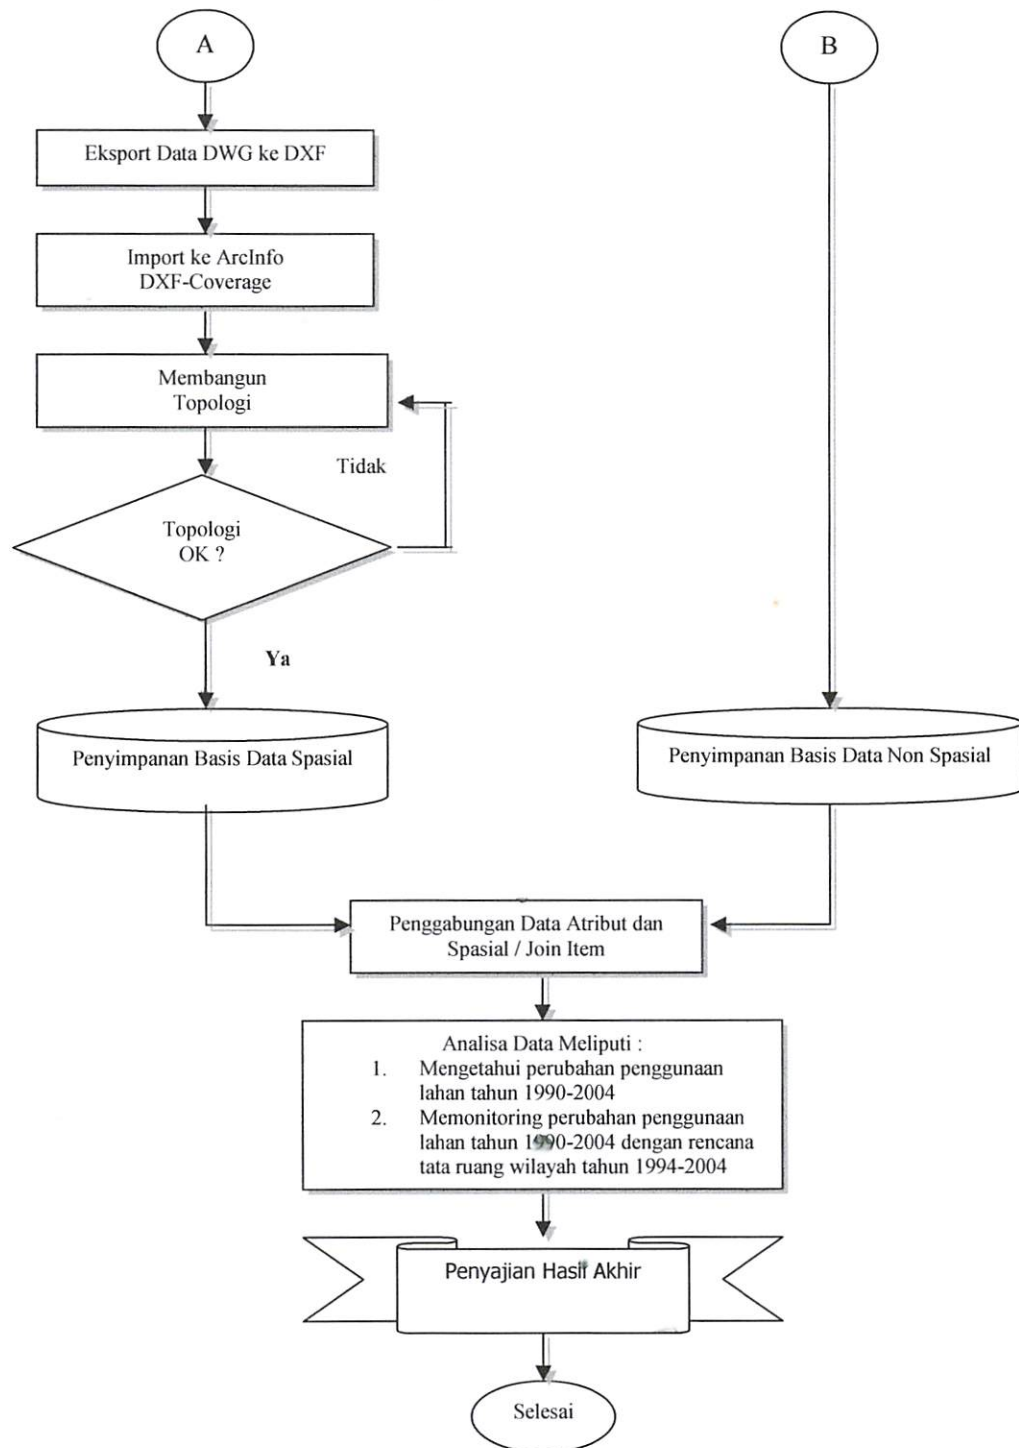 A
B
Eksport Data DWG ke DXF
Import ke ArcInfo
DXF-Coverage
Membangun
Topologi
Tidak
Topologi
OK ?
Ya
Penyimpanan Basis Data Spasial
Penyimpanan Basis Data Non Spasial
Penggabungan Data Atribut dan
Spasial / Join Item
Analisa Data Meliputi :
1. Mengetahui perubahan penggunaan
lahan tahun 1990-2004
2. Memonitoring perubahan penggunaan
lahan tahun 1990-2004 dengan rencana
tata ruang wilayah tahun 1994-2004
Penyajian Hasil Akhir
Selesai